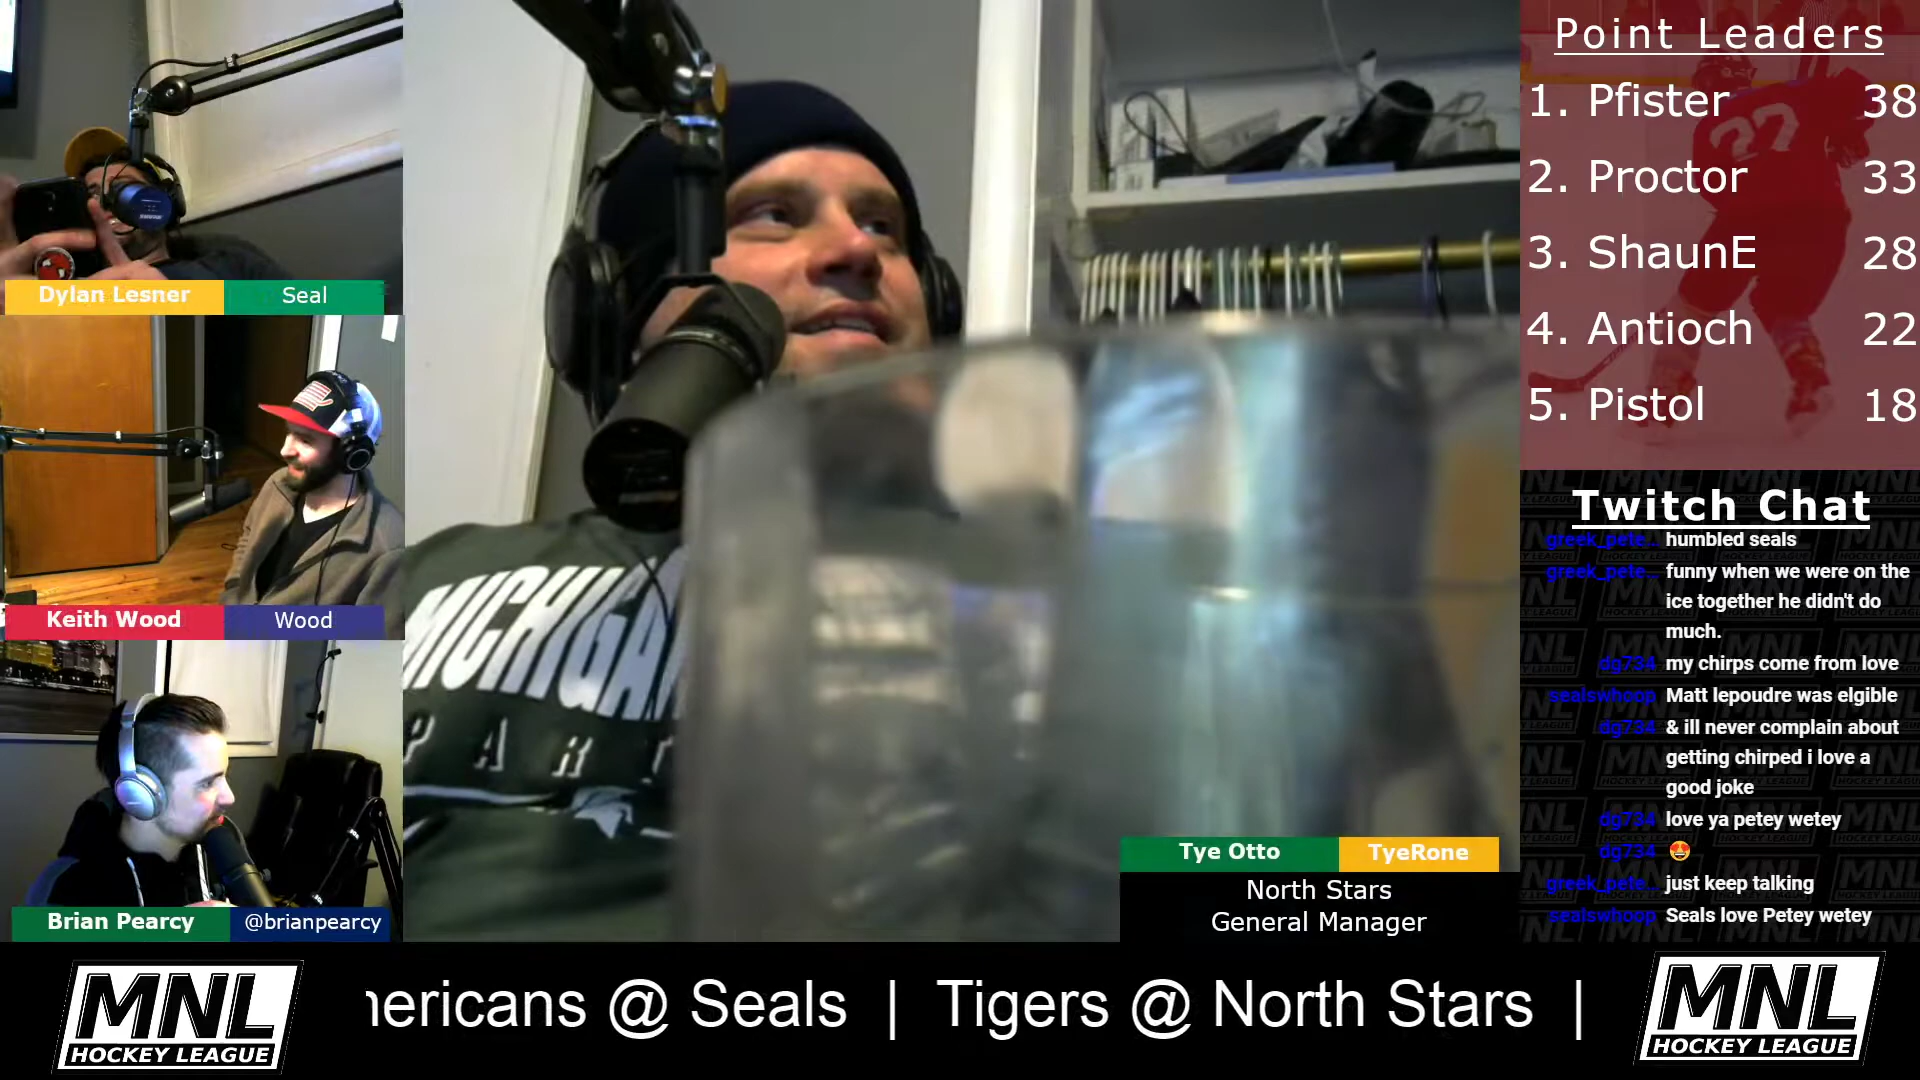 Dylan Lesner
Seal
Keith Wood
Wood
Brian Pearcy
@brianpearcy
MICHIGA
PAR
Tye Otto
TyeRone
North Stars
General Manager
Point Leaders
1. Pfister 38
2. Proctor 33
3. ShaunE 28
4. Antioch 22
5. Pistol 18
Twitch Chat
greek_pete... humbled seals
greek_pete... funny when we were on the
ice together he didn't do
much.
dg734 my chirps come from love
sealswhoop Matt lepoudre was elgible
dg734 & ill never complain about
getting chirped i love a
good joke
dg734 love ya petey wetey
dg734 😍
greek_pete... just keep talking
sealswhoop Seals love Petey wetey
MNL
HOCKEY LEAGUE
nericans @ Seals | Tigers @ North Stars |
MNL
HOCKEY LEAGUE